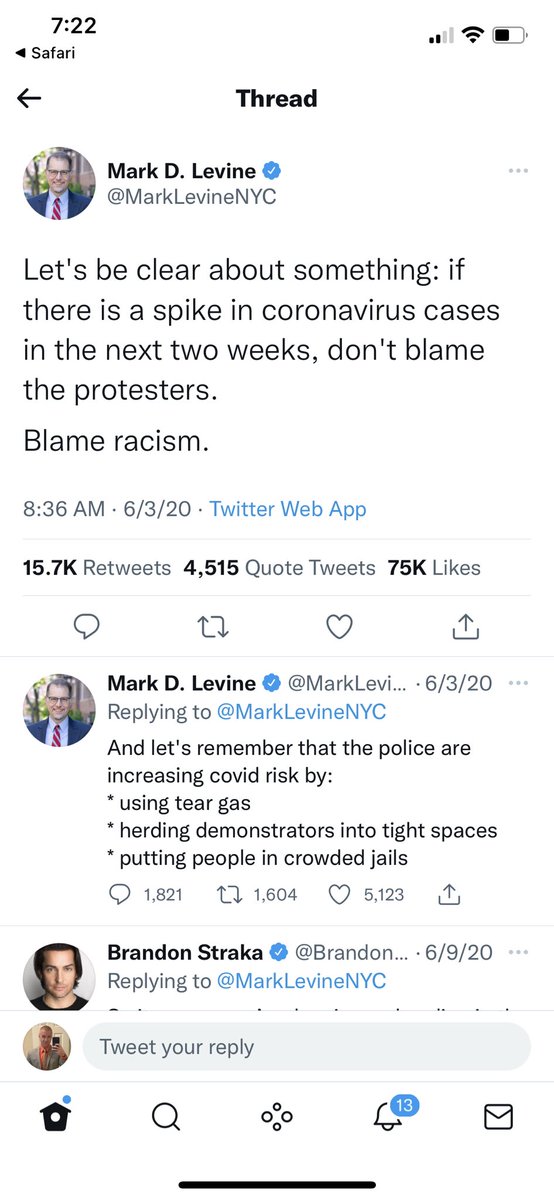 7:22
Safari
Thread
Mark D. Levine
@MarkLevineNYC
Let's be clear about something: if
there is a spike in coronavirus cases
in the next two weeks, don't blame
the protesters.
Blame racism.
8:36 AM · 6/3/20 · Twitter Web App
15.7K Retweets 4,515 Quote Tweets 75K Likes
Mark D. Levine @MarkLevi... · 6/3/20
Replying to @MarkLevineNYC
And let's remember that the police are
increasing covid risk by:
* using tear gas
* herding demonstrators into tight spaces
* putting people in crowded jails
1,821 1,604 5,123
Brandon Straka @Brandon... · 6/9/20
Replying to @MarkLevineNYC
Tweet your reply
13